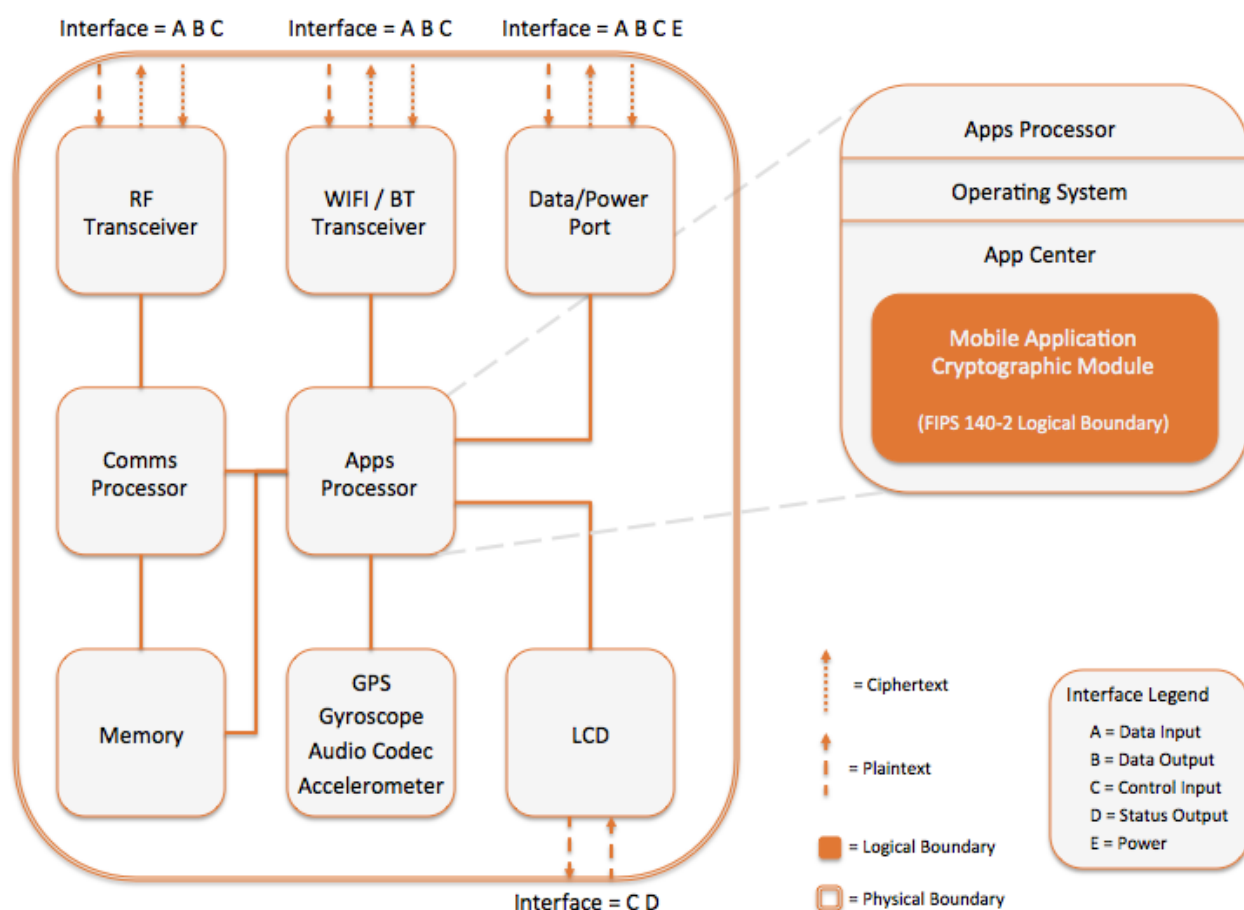 Interface = A B C
Interface = A B C
Interface = A B C E
RF
Transceiver
WIFI / BT
Transceiver
Data/Power
Port
Comms
Processor
Apps
Processor
Memory
GPS
Gyroscope
Audio Codec
Accelerometer
LCD
Interface = C D
Apps Processor
Operating System
App Center
Mobile Application
Cryptographic Module
(FIPS 140-2 Logical Boundary)
= Ciphertext
= Plaintext
= Logical Boundary
= Physical Boundary
Interface Legend
A = Data Input
B = Data Output
C = Control Input
D = Status Output
E = Power